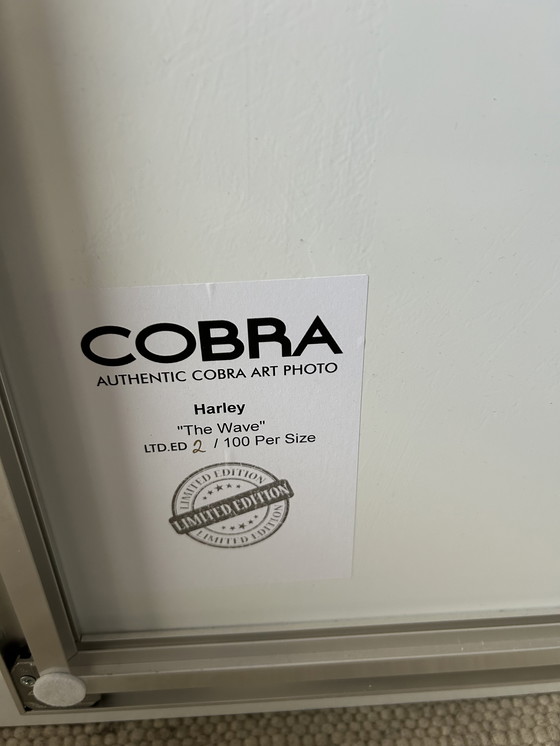 COBRA
AUTHENTIC COBRA ART PHOTO
Harley
"The Wave"
LTD.ED 2 / 100 Per Size
LIMITED EDITION
LIMITED EDITION
LIMITED EDITION